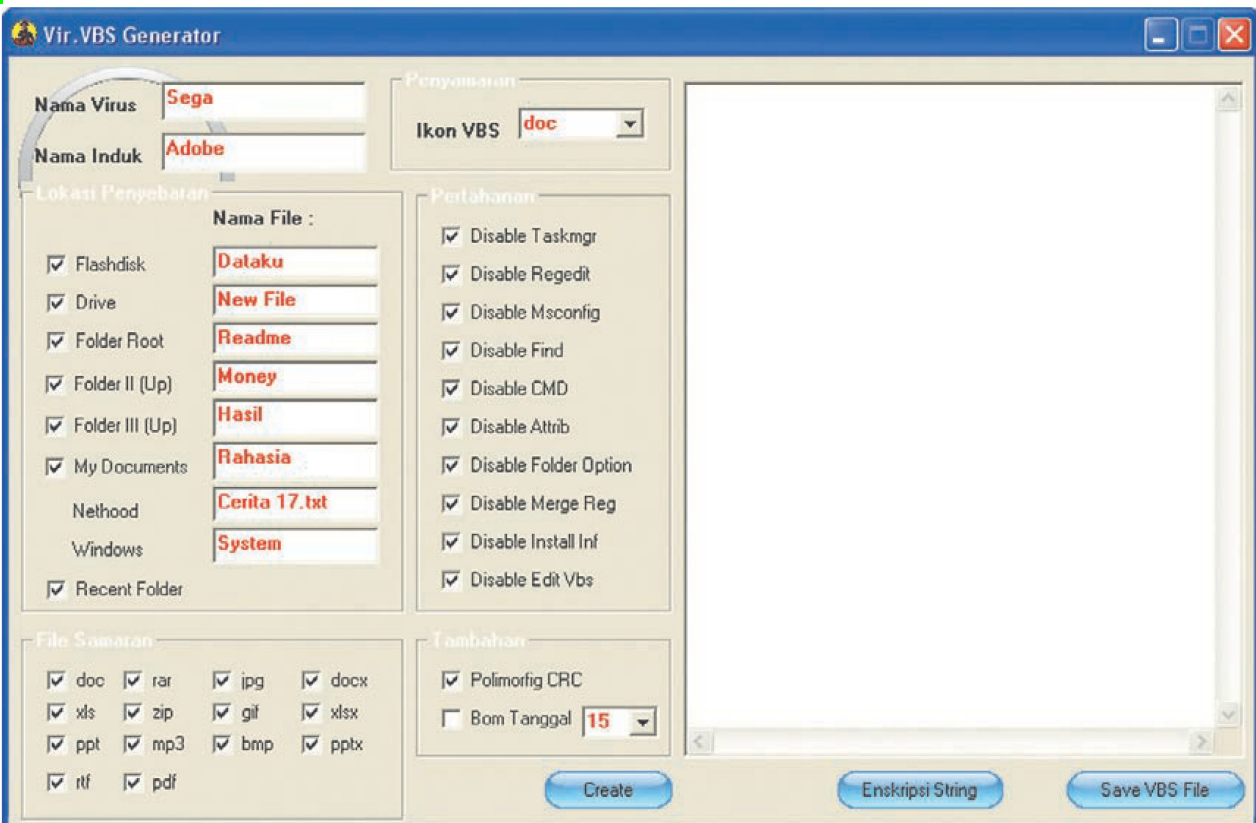 Vir.VBS Generator
Nama Virus Sega
Nama Induk Adobe
Penyamaran
Ikon VBS doc
Lokasi Penyebaran
Nama File :
Flashdisk Dataku
Drive New File
Folder Root Readme
Folder II (Up) Money
Folder III (Up) Hasil
My Documents Rahasia
Nethood Cerita 17.txt
Windows System
Recent Folder
Pertahanan
Disable Taskmgr
Disable Regedit
Disable Msconfig
Disable Find
Disable CMD
Disable Attrib
Disable Folder Option
Disable Merge Reg
Disable Install Inf
Disable Edit Vbs
File Samaran
doc rar jpg docx
xls zip gif xlsx
ppt mp3 bmp pptx
rtf pdf
Tambahan
Polimorfig CRC
Bom Tanggal 15
Create
Enskripsi String
Save VBS File